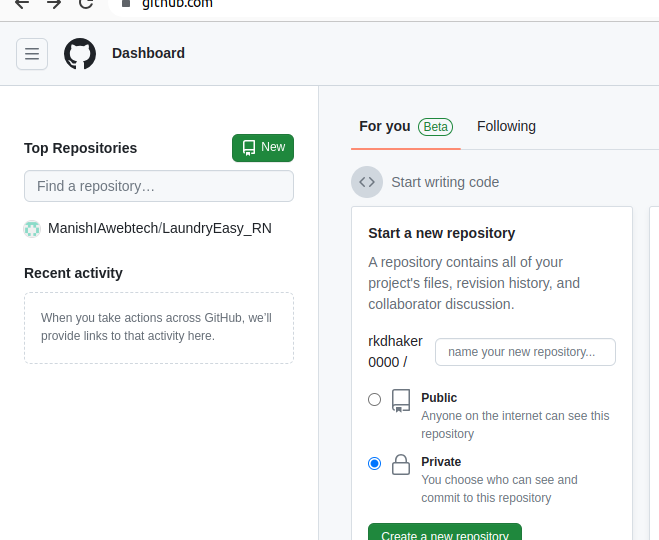 github.com
Dashboard
Top Repositories
New
Find a repository…
ManishIAwebtech/LaundryEasy_RN
Recent activity
When you take actions across GitHub, we’ll
provide links to that activity here.
For you Beta
Following
Start writing code
Start a new repository
A repository contains all of your
project's files, revision history, and
collaborator discussion.
rkdhaker
0000 /
name your new repository...
Public
Anyone on the internet can see this
repository
Private
You choose who can see and
commit to this repository
Create a new repository